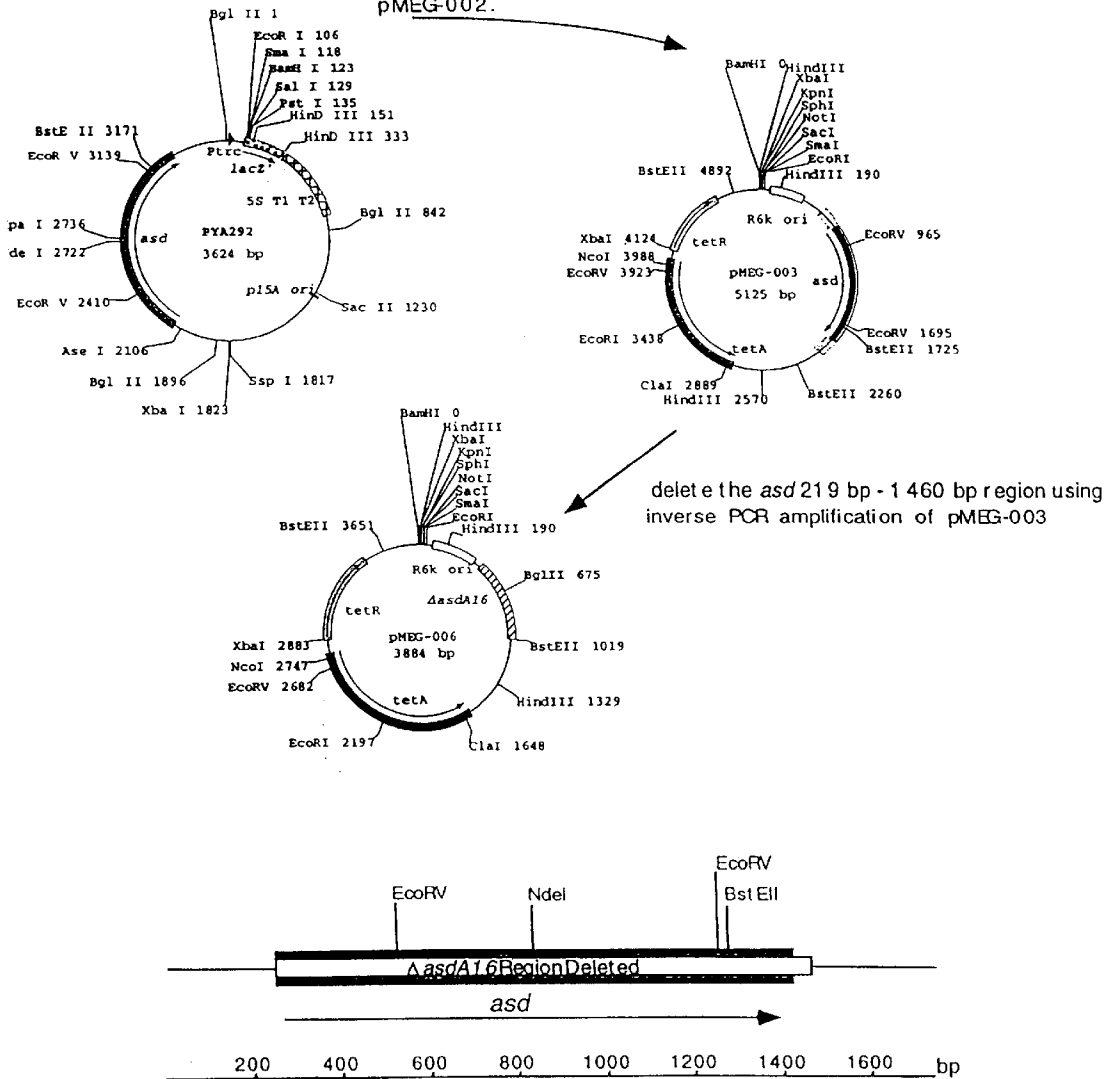 pMEG-002.
Bgl II 1
EcoR I 106
Sma I 118
BamH I 123
Sal I 129
Pst I 135
HinD III 151
HinD III 333
BstE II 3171
EcoR V 3139
Ptrc
lacZ'
5S T1 T2
Bgl II 842
pa I 2736
de I 2722
asd
PYA292
3624 bp
p15A ori
EcoR V 2410
Sac II 1230
Ase I 2106
Bgl II 1896
Ssp I 1817
Xba I 1823
BamHI 0
HindIII
XbaI
KpnI
SphI
NotI
SacI
SmaI
EcoRI
HindIII 190
BstEII 4892
R6k ori
XbaI 4124
NcoI 3988
EcoRV 3923
tetR
EcoRV 965
pMEG-003
5125 bp
asd
EcoRI 3438
tetA
EcoRV 1695
BstEII 1725
ClaI 2889
HindIII 2570
BstEII 2260
delete the asd 219 bp - 1460 bp region using
inverse PCR amplification of pMEG-003
BamHI 0
HindIII
XbaI
KpnI
SphI
NotI
SacI
SmaI
EcoRI
HindIII 190
BstEII 3651
R6k ori
BglII 675
ΔasdA16
tetR
pMEG-006
3884 bp
XbaI 2883
NcoI 2747
EcoRV 2682
BstEII 1019
tetA
HindIII 1329
EcoRI 2197
ClaI 1648
EcoRV
EcoRV
NdeI
BstEII
ΔasdA16 Region Deleted
asd
200 400 600 800 1000 1200 1400 1600 bp